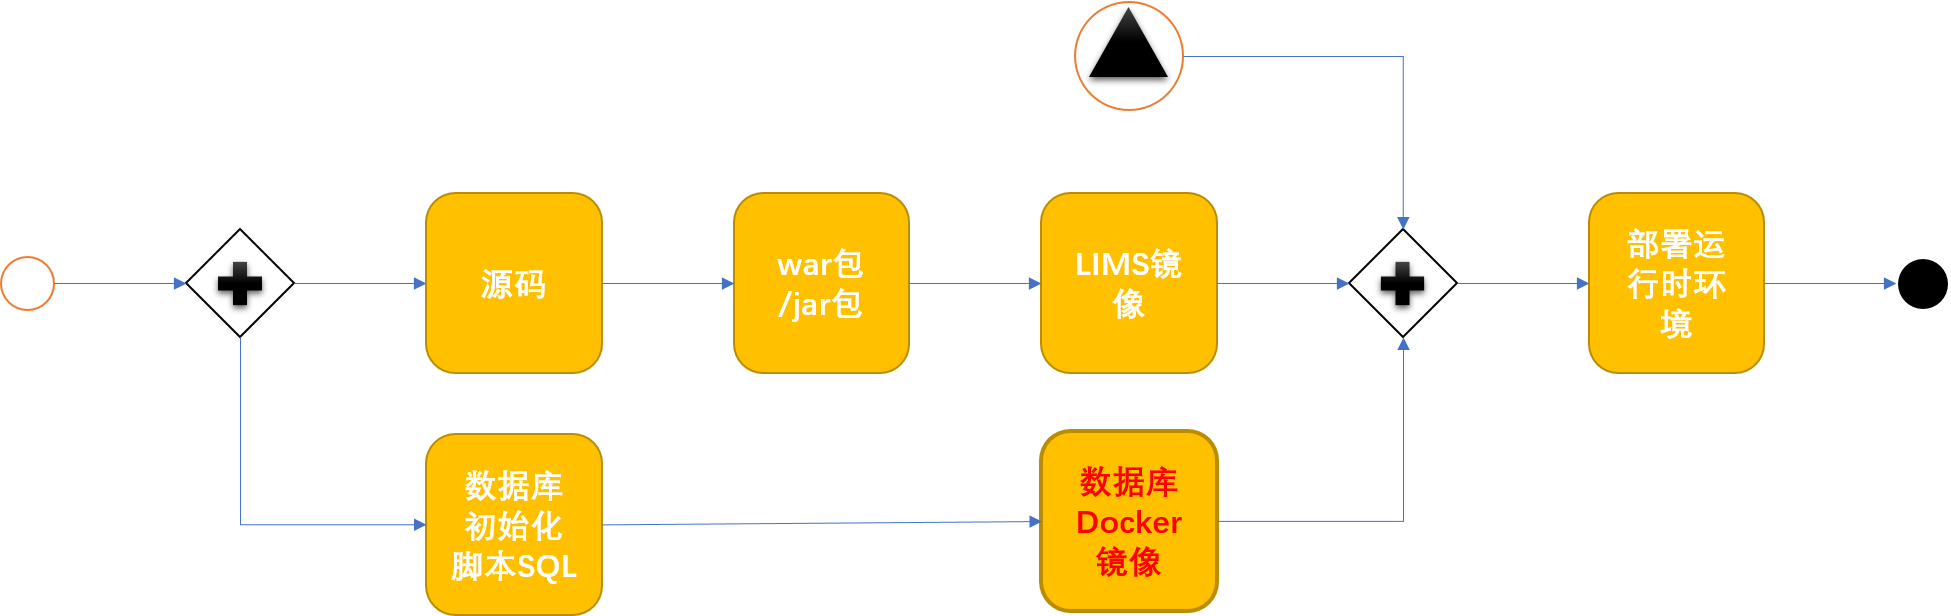 源码
war包
/jar包
LIMS镜
像
部署运
行时环
境
数据库
初始化
脚本SQL
数据库
Docker
镜像